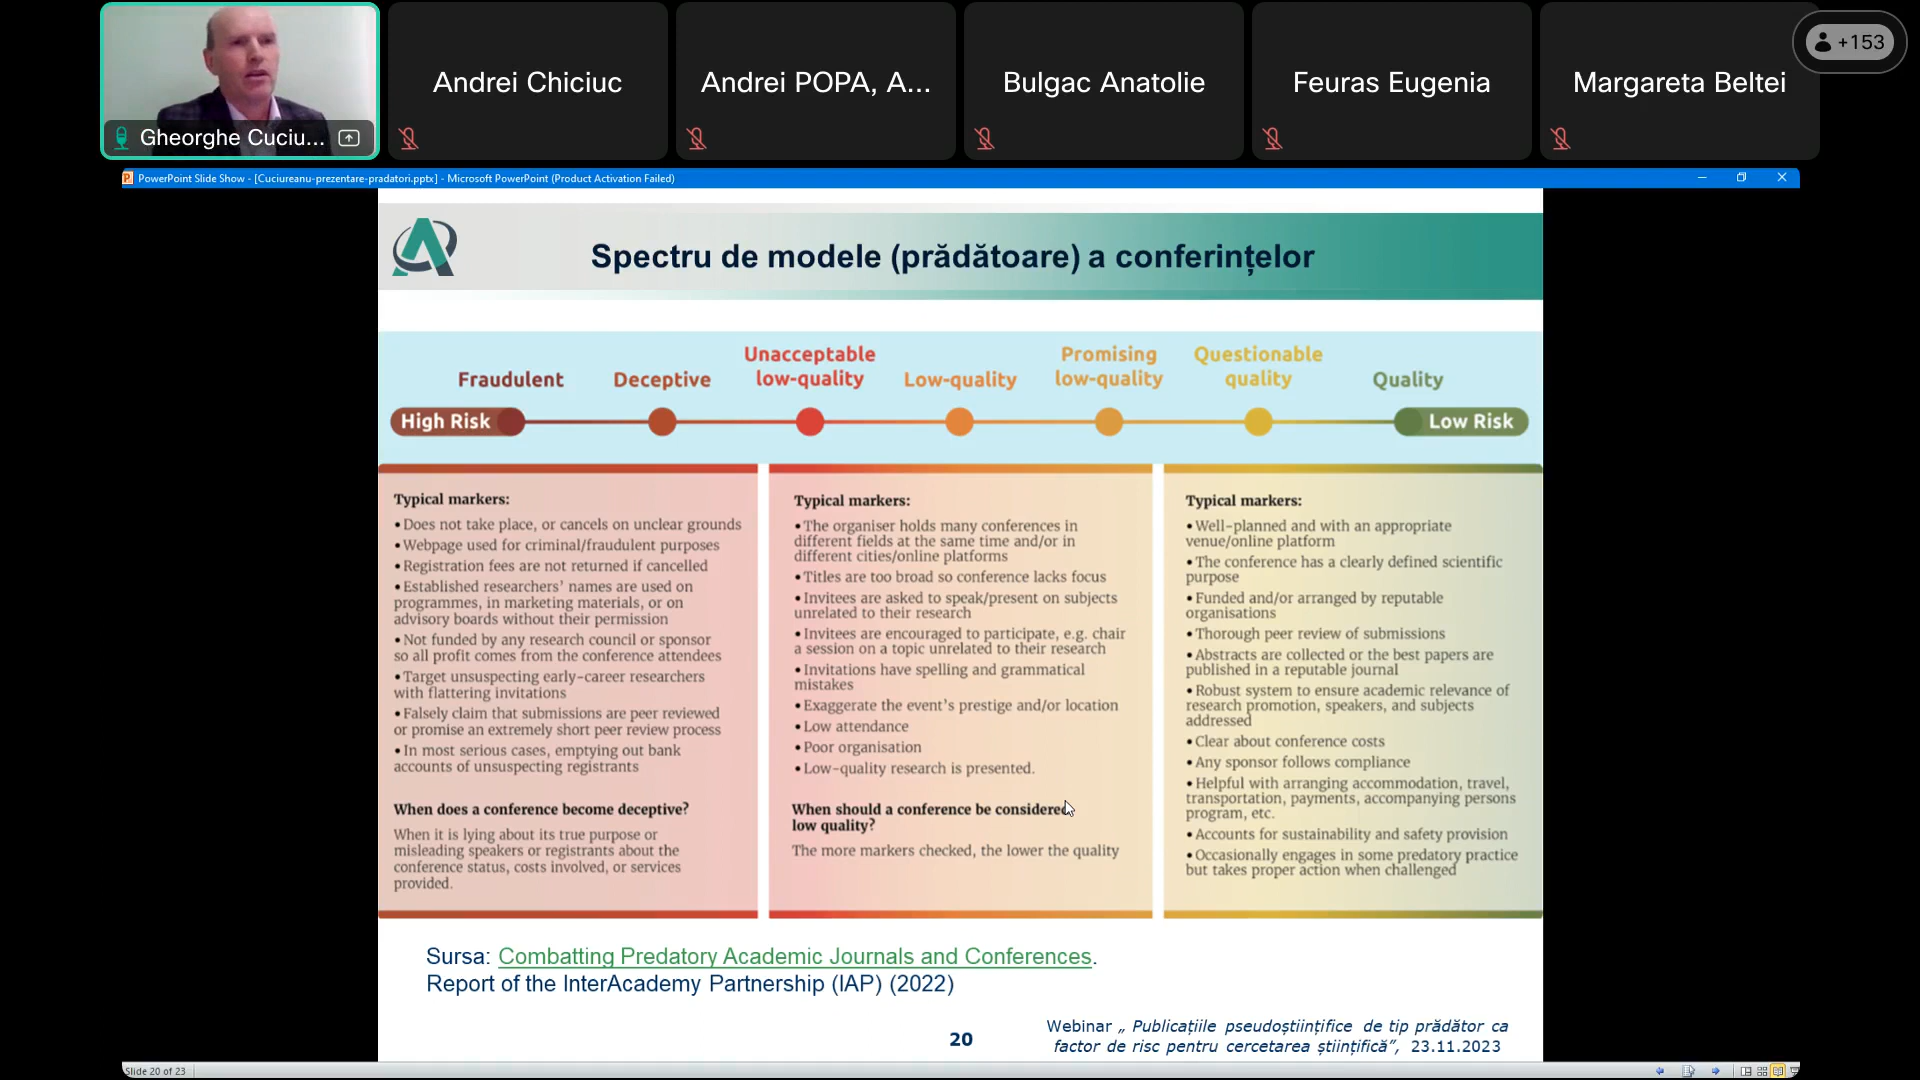 Gheorghe Cuciu...
Andrei Chiciuc
Andrei POPA, A...
Bulgac Anatolie
Feuras Eugenia
Margareta Beltei
+153
PowerPoint Slide Show - [Cuciureanu-prezentare-pradatori.pptx] - Microsoft PowerPoint (Product Activation Failed)
Spectru de modele (prădătoare) a conferințelor
Fraudulent
Deceptive
Unacceptable
low-quality
Low-quality
Promising
low-quality
Questionable
quality
Quality
High Risk
Low Risk
Typical markers:
•Does not take place, or cancels on unclear grounds
•Webpage used for criminal/fraudulent purposes
•Registration fees are not returned if cancelled
•Established researchers’ names are used on
programmes, in marketing materials, or on
advisory boards without their permission
•Not funded by any research council or sponsor
so all profit comes from the conference attendees
•Target unsuspecting early-career researchers
with flattering invitations
•Falsely claim that submissions are peer reviewed
or promise an extremely short peer review process
•In most serious cases, emptying out bank
accounts of unsuspecting registrants
When does a conference become deceptive?
When it is lying about its true purpose or
misleading speakers or registrants about the
conference status, costs involved, or services
provided.
Typical markers:
•The organiser holds many conferences in
different fields at the same time and/or in
different cities/online platforms
•Titles are too broad so conference lacks focus
•Invitees are asked to speak/present on subjects
unrelated to their research
•Invitees are encouraged to participate, e.g. chair
a session on a topic unrelated to their research
•Invitations have spelling and grammatical
mistakes
•Exaggerate the event’s prestige and/or location
•Low attendance
•Poor organisation
•Low-quality research is presented.
When should a conference be considered
low quality?
The more markers checked, the lower the quality
Typical markers:
•Well-planned and with an appropriate
venue/online platform
•The conference has a clearly defined scientific
purpose
•Funded and/or arranged by reputable
organisations
•Thorough peer review of submissions
•Abstracts are collected or the best papers are
published in a reputable journal
•Robust system to ensure academic relevance of
research promotion, speakers, and subjects
addressed
•Clear about conference costs
•Any sponsor follows compliance
•Helpful with arranging accommodation, travel,
transportation, payments, accompanying persons
program, etc.
•Accounts for sustainability and safety provision
•Occasionally engages in some predatory practice
but takes proper action when challenged
Sursa: Combatting Predatory Academic Journals and Conferences.
Report of the InterAcademy Partnership (IAP) (2022)
20
Webinar „ Publicațiile pseudoștiințifice de tip prădător ca
factor de risc pentru cercetarea științifică”, 23.11.2023
Slide 20 of 23